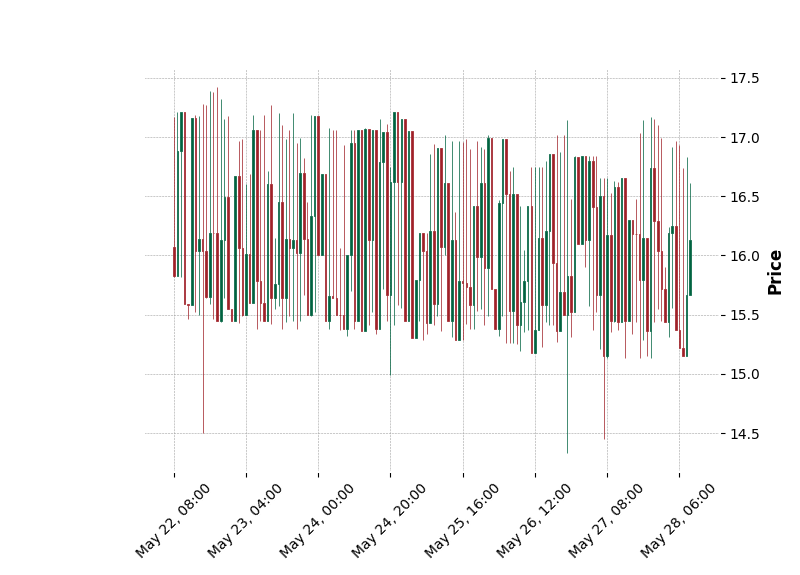 17.5
17.0
16.5
16.0
15.5
15.0
14.5
Price
May 22, 08:00
May 23, 04:00
May 24, 00:00
May 24, 20:00
May 25, 16:00
May 26, 12:00
May 27, 08:00
May 28, 06:00